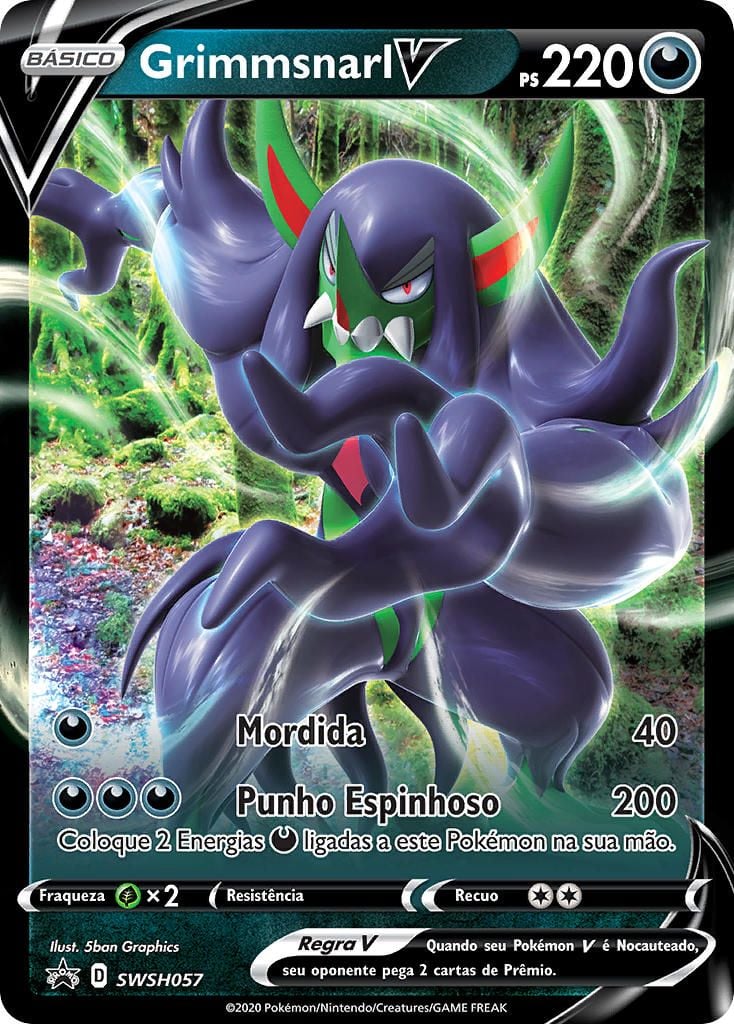 BÁSICO Grimmsnarl V PS 220
Mordida 40
Punho Espinhoso 200
Coloque 2 Energias ligadas a este Pokémon na sua mão.
Fraqueza ×2 Resistência Recuo
Ilust. 5ban Graphics
PROMO D SWSH057
Regra V Quando seu Pokémon V é Nocauteado,
seu oponente pega 2 cartas de Prêmio.
©2020 Pokémon/Nintendo/Creatures/GAME FREAK